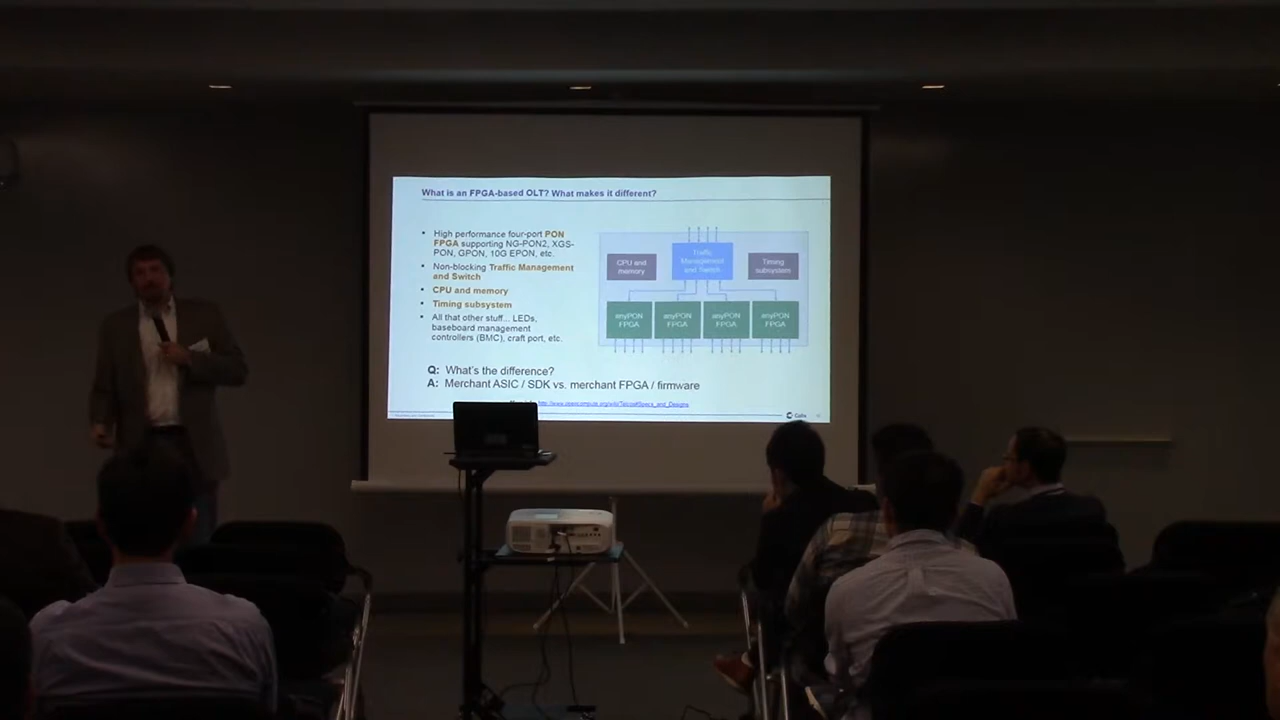 What is an FPGA-based OLT? What makes it different?
• High performance four-port PON
FPGA supporting NG-PON2, XGS-
PON, GPON, 10G EPON, etc.
• Non-blocking Traffic Management
and Switch
• CPU and memory
• Timing subsystem
• All that other stuff... LEDs,
baseboard management
controllers (BMC), craft port, etc.
CPU and
memory
Traffic
Management
and Switch
Timing
subsystem
anyPON
FPGA
anyPON
FPGA
anyPON
FPGA
anyPON
FPGA
Q: What's the difference?
A: Merchant ASIC / SDK vs. merchant FPGA / firmware
Calix